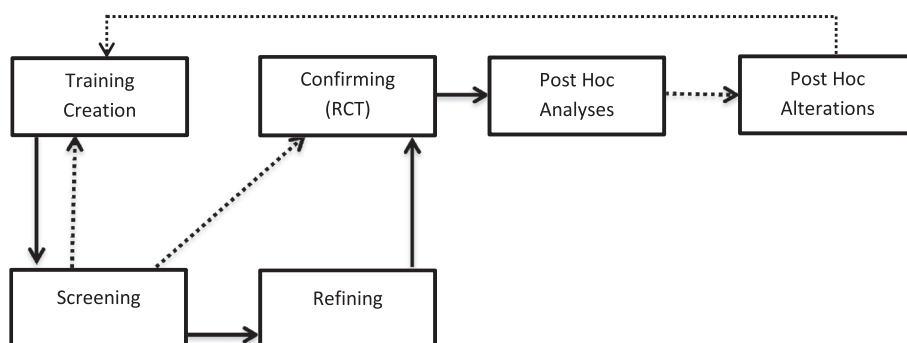 Training
Creation
Confirming
(RCT)
Post Hoc
Analyses
Post Hoc
Alterations
Screening
Refining